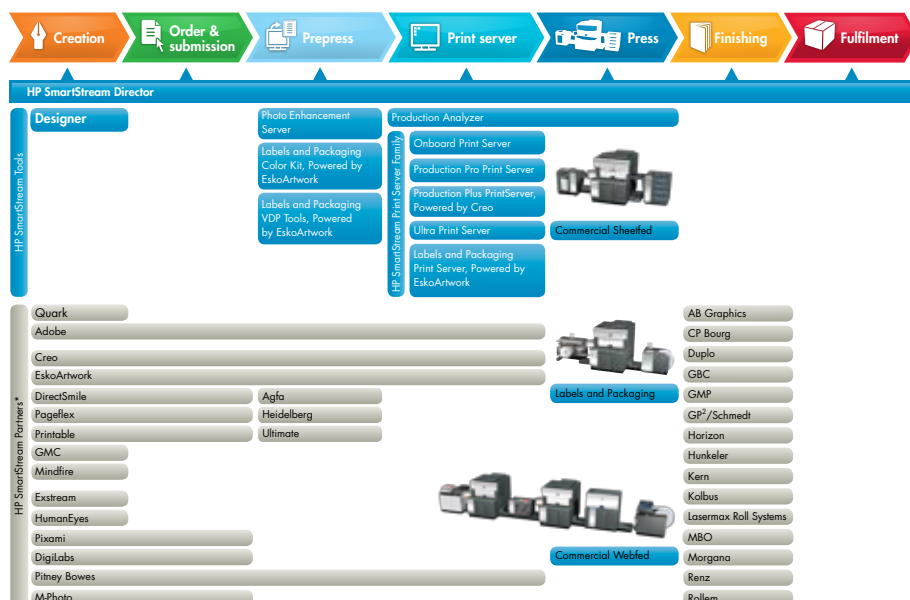 Creation
Order &
submission
Prepress
Print server
Press
Finishing
Fulfilment
HP SmartStream Director
HP SmartStream Tools
Designer
Photo Enhancement
Server
Labels and Packaging
Color Kit, Powered by
EskoArtwork
Labels and Packaging
VDP Tools, Powered
by EskoArtwork
Production Analyzer
HP SmartStream Print Server Family
Onboard Print Server
Production Pro Print Server
Production Plus PrintServer,
Powered by Creo
Ultra Print Server
Labels and Packaging
Print Server, Powered by
EskoArtwork
Commercial Sheetfed
HP SmartStream Partners*
Quark
Adobe
Creo
EskoArtwork
DirectSmile
Pageflex
Printable
GMC
Mindfire
Exstream
HumanEyes
Pixami
DigiLabs
Pitney Bowes
M-Photo
Agfa
Heidelberg
Ultimate
Labels and Packaging
Commercial Webfed
AB Graphics
CP Bourg
Duplo
GBC
GMP
GP²/Schmedt
Horizon
Hunkeler
Kern
Kolbus
Lasermax Roll Systems
MBO
Morgana
Renz
Rollem